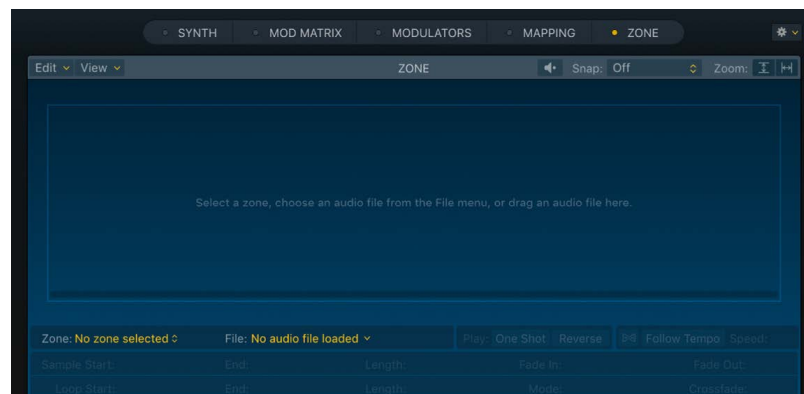 SYNTH MOD MATRIX MODULATORS MAPPING ZONE
Edit View ZONE Snap: Off Zoom:
Select a zone, choose an audio file from the File menu, or drag an audio file here.
Zone: No zone selected File: No audio file loaded Play: One Shot Reverse Follow Tempo Speed:
Sample Start: End: Length: Fade In: Fade Out:
Loop Start: End: Length: Mode: Crossfade: